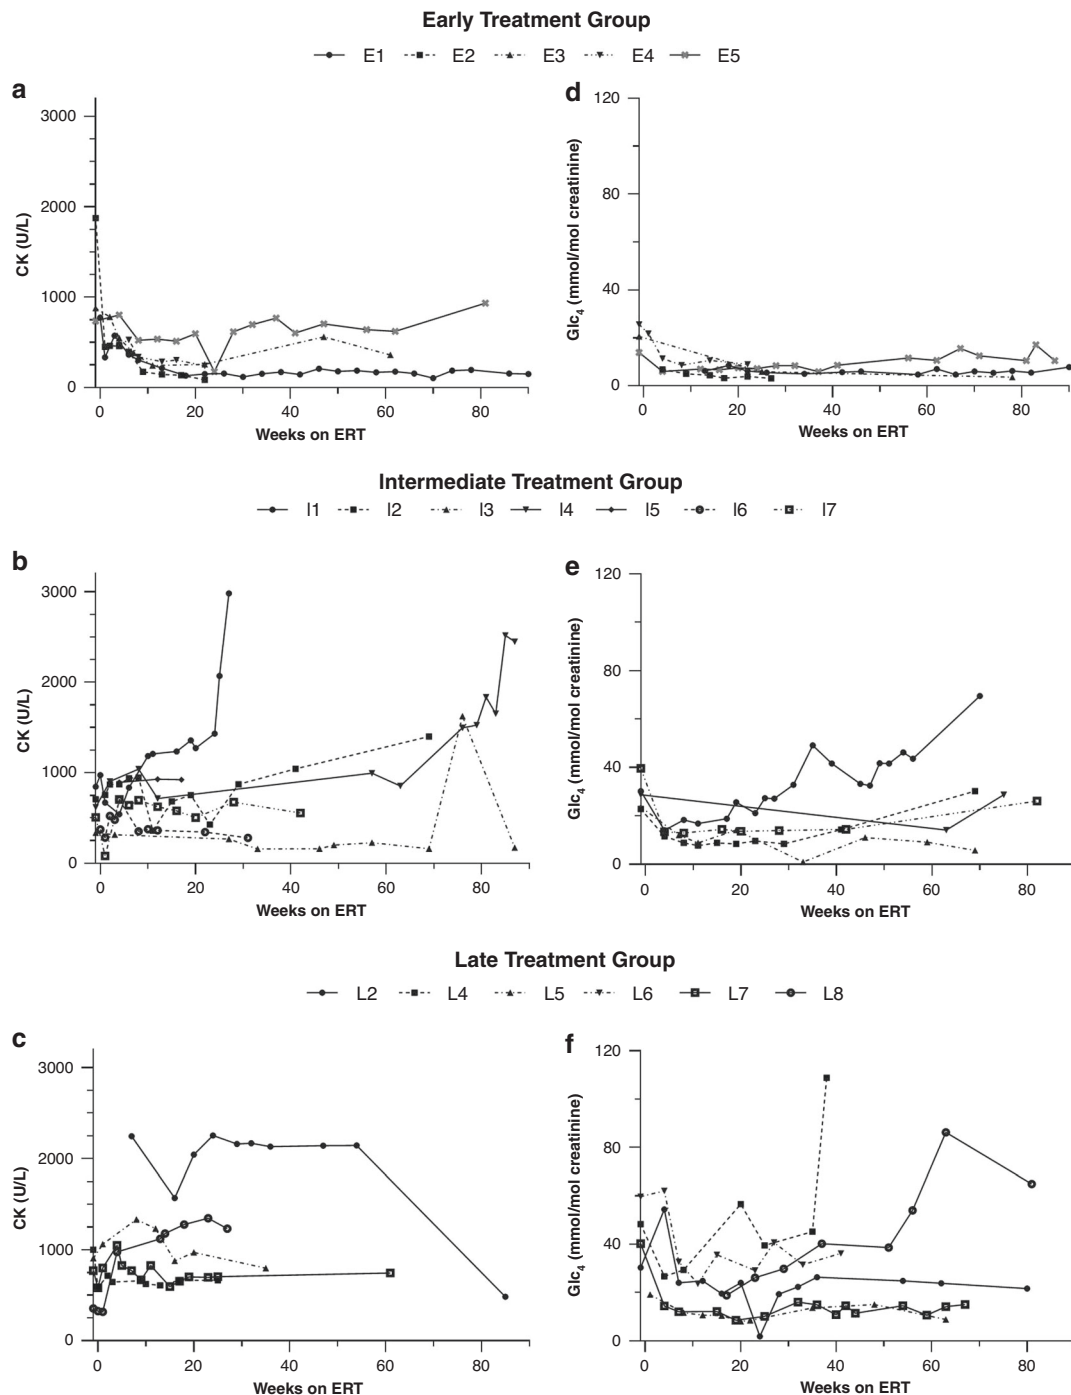 Early Treatment Group
E1 E2 E3 E4 E5
a
3000
2000
1000
0
CK (U/L)
0 20 40 60 80
Weeks on ERT
d
120
80
40
0
Glc4 (mmol/mol creatinine)
0 20 40 60 80
Weeks on ERT
Intermediate Treatment Group
I1 I2 I3 I4 I5 I6 I7
b
3000
2000
1000
0
CK (U/L)
0 20 40 60 80
Weeks on ERT
e
120
80
40
0
Glc4 (mmol/mol creatinine)
0 20 40 60 80
Weeks on ERT
Late Treatment Group
L2 L4 L5 L6 L7 L8
c
3000
2000
1000
0
CK (U/L)
0 20 40 60 80
Weeks on ERT
f
120
80
40
0
Glc4 (mmol/mol creatinine)
0 20 40 60 80
Weeks on ERT